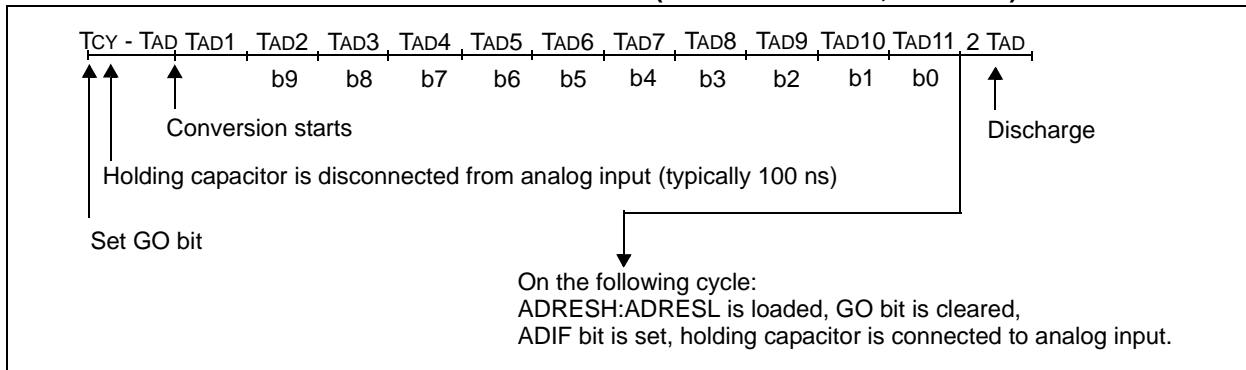 TCY - TAD TAD1 TAD2 TAD3 TAD4 TAD5 TAD6 TAD7 TAD8 TAD9 TAD10 TAD11 2 TAD
b9 b8 b7 b6 b5 b4 b3 b2 b1 b0
Conversion starts
Discharge
Holding capacitor is disconnected from analog input (typically 100 ns)
Set GO bit
On the following cycle:
ADRESH:ADRESL is loaded, GO bit is cleared,
ADIF bit is set, holding capacitor is connected to analog input.